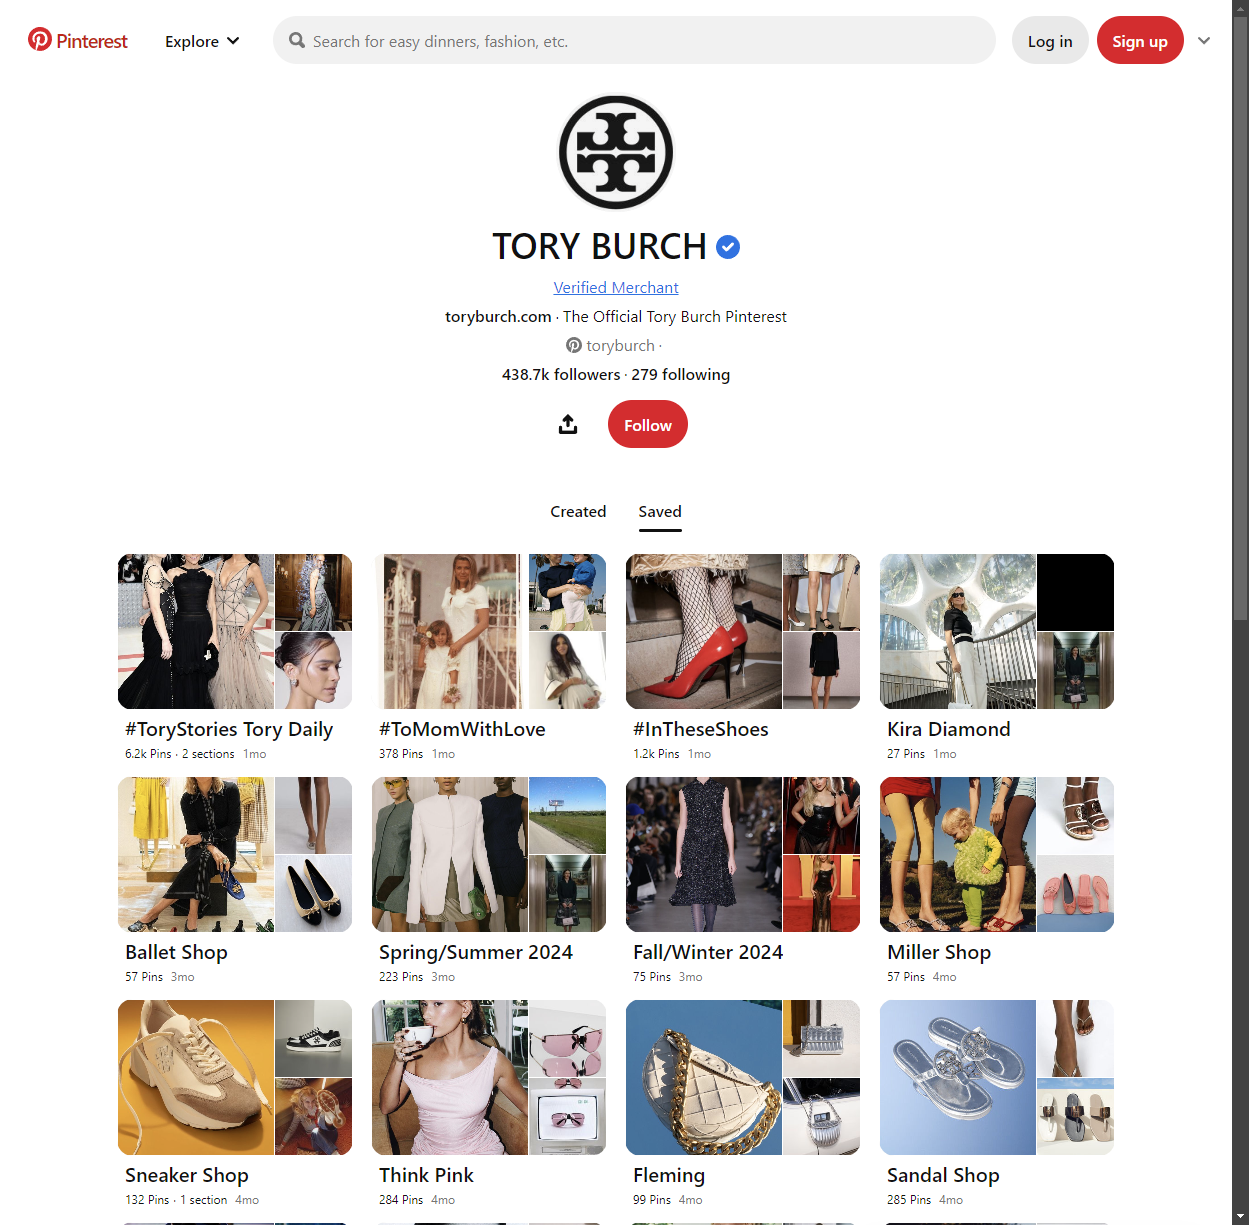 Pinterest
Explore
Search for easy dinners, fashion, etc.
Log in
Sign up
TORY BURCH
Verified Merchant
toryburch.com · The Official Tory Burch Pinterest
toryburch ·
438.7k followers · 279 following
Follow
Created
Saved
#ToryStories Tory Daily
6.2k Pins · 2 sections 1mo
#ToMomWithLove
378 Pins 1mo
#InTheseShoes
1.2k Pins 1mo
Kira Diamond
27 Pins 1mo
Ballet Shop
57 Pins 3mo
Spring/Summer 2024
223 Pins 3mo
Fall/Winter 2024
75 Pins 3mo
Miller Shop
57 Pins 4mo
Sneaker Shop
132 Pins · 1 section 4mo
Think Pink
284 Pins 4mo
Fleming
99 Pins 4mo
Sandal Shop
285 Pins 4mo